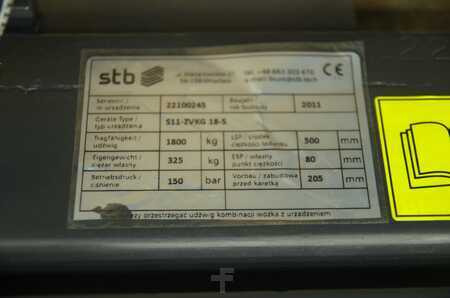 stb
CE
Seriennr. / nr urządzenia 22100245 Baujahr / rok budowy 2011
Geräte Type / typ urządzenia S11-ZVKG 18-S
Tragfähigkeit / udźwig 1800 kg LSP / środek ciężkości ładunku 500 mm
Eigengewicht / ciężar własny 325 kg ESP / własny punkt ciężkości 80 mm
Betriebsdruck / ciśnienie 150 bar Vorbau / zabudowa przed karetką 205 mm
przestrzegać udźwig kombinacji wózka z urządzeniem